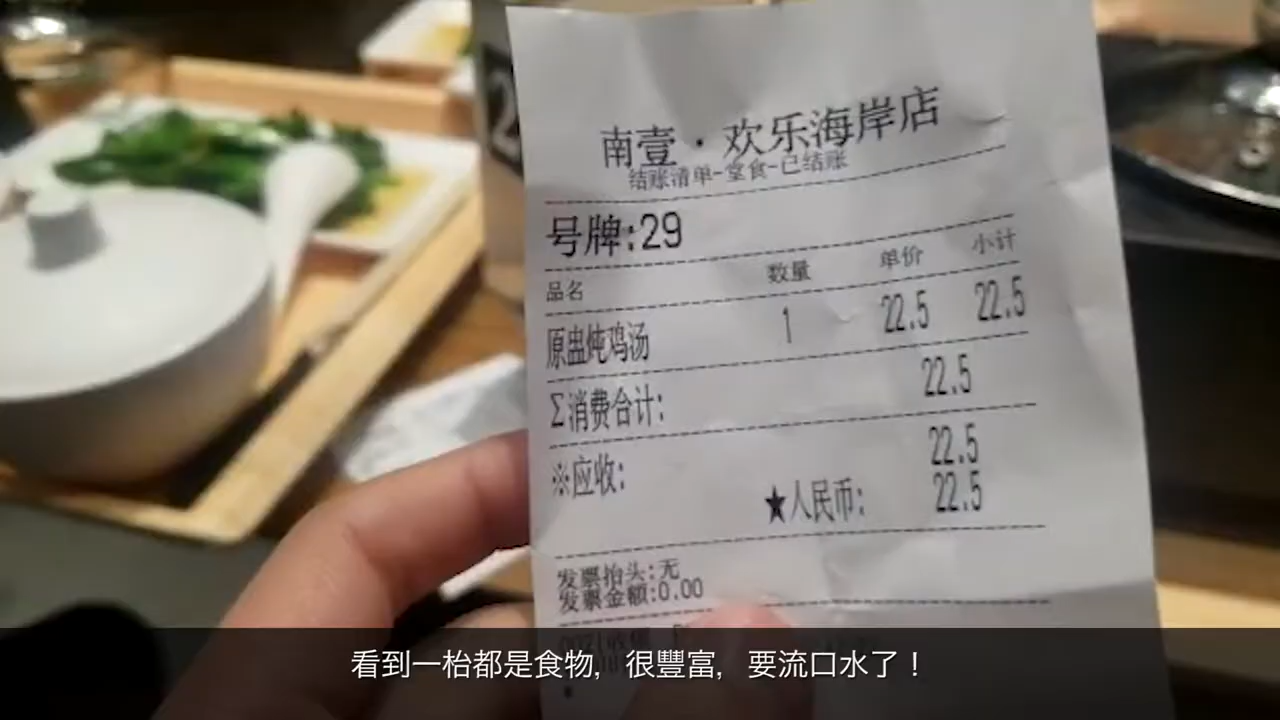 南壹·欢乐海岸店
结账清单-堂食-已结账
号牌:29
品名 数量 单价 小计
原盅炖鸡汤 1 22.5 22.5
Σ消费合计: 22.5
※应收: 22.5
★人民币: 22.5
发票抬头:无
发票金额:0.00
看到一枱都是食物，很豐富，要流口水了！